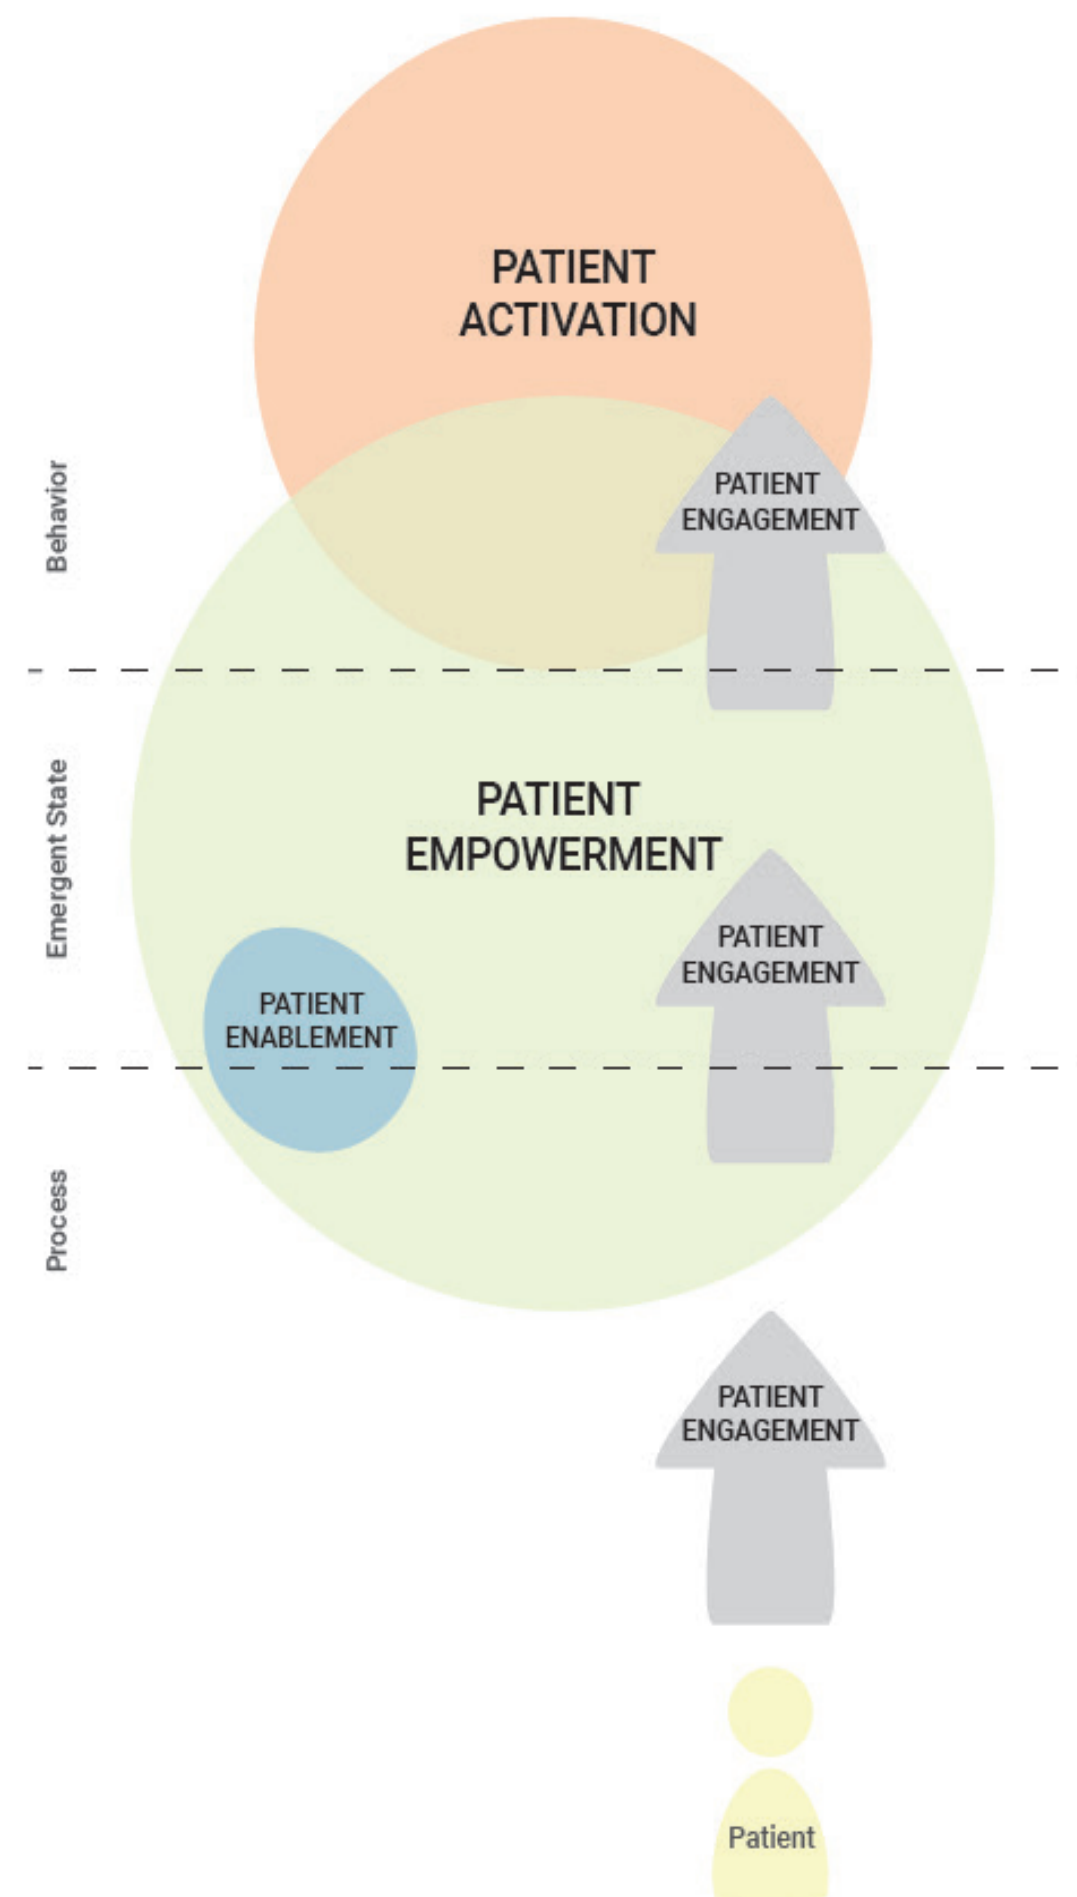 PATIENT
ACTIVATION
Behavior
PATIENT
ENGAGEMENT
Emergent State
PATIENT
EMPOWERMENT
PATIENT
ENGAGEMENT
PATIENT
ENABLEMENT
Process
PATIENT
ENGAGEMENT
Patient